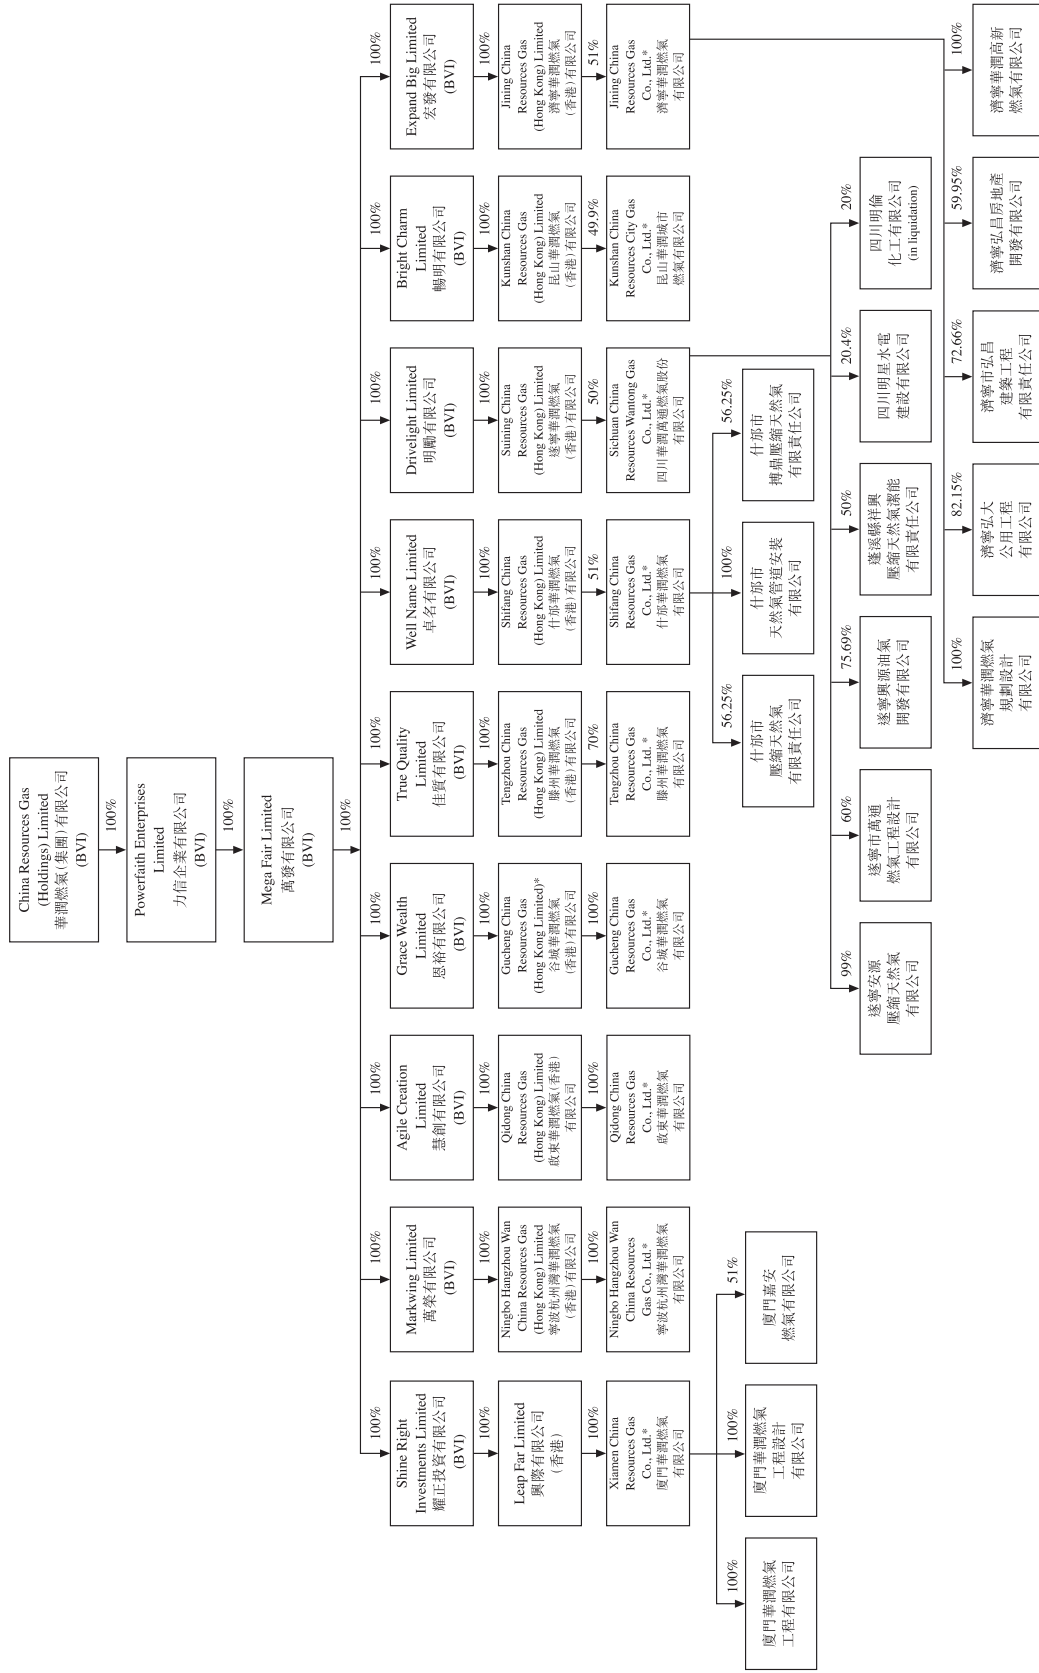 China Resources Gas
(Holdings) Limited
華潤燃氣(集團)有限公司
(BVI)
100%
Powerfaith Enterprises
Limited
力信企業有限公司
(BVI)
100%
Mega Fair Limited
萬發有限公司
(BVI)
100%
100%
100%
100%
100%
100%
100%
100%
100%
100%
Shine Right
Investments Limited
耀正投資有限公司
(BVI)
Markwing Limited
萬榮有限公司
(BVI)
Agile Creation
Limited
慧創有限公司
(BVI)
Grace Wealth
Limited
恩裕有限公司
(BVI)
True Quality
Limited
佳質有限公司
(BVI)
Well Name Limited
卓名有限公司
(BVI)
Drivelight Limited
明勵有限公司
(BVI)
Bright Charm
Limited
暢明有限公司
(BVI)
Expand Big Limited
宏發有限公司
(BVI)
100%
100%
100%
100%
100%
100%
100%
100%
100%
Leap Far Limited
興際有限公司
(香港)
Ningbo Hangzhou Wan
China Resources Gas
(Hong Kong) Limited
寧波杭州灣華潤燃氣
(香港)有限公司
Qidong China
Resources Gas
(Hong Kong) Limited
啟東華潤燃氣(香港)
有限公司
Gucheng China
Resources Gas
(Hong Kong Limited)*
谷城華潤燃氣
(香港)有限公司
Tengzhou China
Resources Gas
(Hong Kong) Limited
滕州華潤燃氣
(香港)有限公司
Shifang China
Resources Gas
(Hong Kong) Limited
什邡華潤燃氣
(香港)有限公司
Suining China
Resources Gas
(Hong Kong) Limited
遂寧華潤燃氣
(香港)有限公司
Kunshan China
Resources Gas
(Hong Kong) Limited
昆山華潤燃氣
(香港)有限公司
Jining China
Resources Gas
(Hong Kong) Limited
濟寧華潤燃氣
(香港)有限公司
100%
100%
100%
100%
70%
51%
50%
49.9%
51%
Xiamen China
Resources Gas
Co., Ltd.*
廈門華潤燃氣
有限公司
Ningbo Hangzhou Wan
China Resources
Gas Co., Ltd.*
寧波杭州灣華潤燃氣
有限公司
Qidong China
Resources Gas
Co., Ltd.*
啟東華潤燃氣
有限公司
Gucheng China
Resources Gas
Co., Ltd.*
谷城華潤燃氣
有限公司
Tengzhou China
Resources Gas
Co., Ltd.*
滕州華潤燃氣
有限公司
Shifang China
Resources Gas
Co., Ltd.*
什邡華潤燃氣
有限公司
Sichuan China
Resources Wantong Gas
Co., Ltd.*
四川華潤萬通燃氣股份
有限公司
Kunshan China
Resources City Gas
Co., Ltd.*
昆山華潤城市
燃氣有限公司
Jining China
Resources Gas
Co., Ltd.*
濟寧華潤燃氣
有限公司
100%
100%
51%
56.25%
100%
56.25%
廈門華潤燃氣
工程有限公司
廈門華潤燃氣
工程設計
有限公司
廈門嘉安
燃氣有限公司
什邡市
壓縮天然氣
有限責任公司
什邡市
天然氣管道安裝
有限公司
什邡市
搏鼎壓縮天然氣
有限責任公司
99%
60%
75.69%
50%
20.4%
20%
遂寧安源
壓縮天然氣
有限公司
遂寧市萬通
燃氣工程設計
有限公司
遂寧興源油氣
開發有限公司
蓬溪縣祥興
壓縮天然氣潔能
有限責任公司
四川明星水電
建設有限公司
四川明倫
化工有限公司
(in liquidation)
100%
82.15%
72.66%
59.95%
100%
濟寧華潤燃氣
規劃設計
有限公司
濟寧弘大
公用工程
有限公司
濟寧市弘昌
建築工程
有限責任公司
濟寧弘昌房地產
開發有限公司
濟寧華潤高新
燃氣有限公司